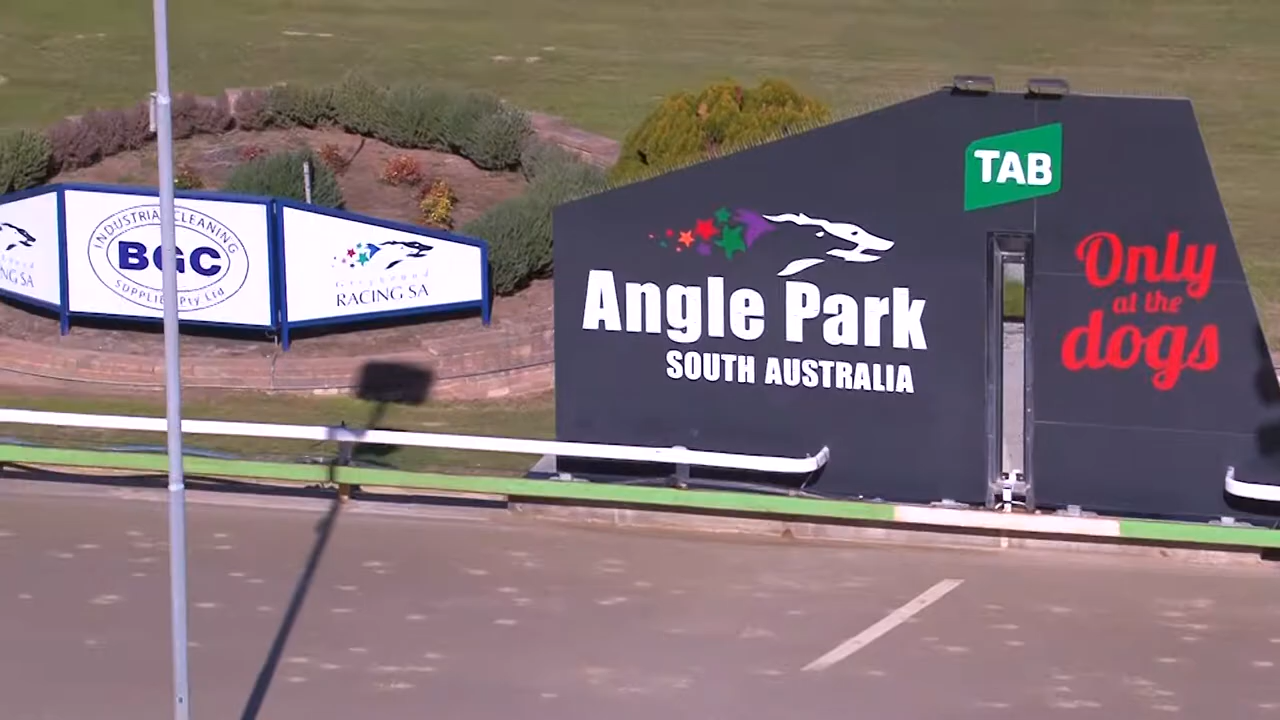 TAB
Only
at the
dogs
Angle Park
SOUTH AUSTRALIA
INDUSTRIAL CLEANING
BGC
SUPPLIES Pty Ltd
Greyhound
RACING SA
NG SA